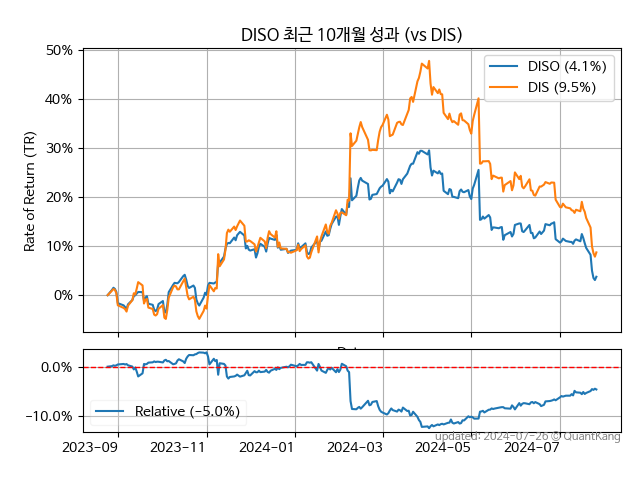 DISO 최근 10개월 성과 (vs DIS)
50%
40%
30%
20%
10%
0%
Rate of Return (TR)
DISO (4.1%)
DIS (9.5%)
0.0%
−10.0%
Relative (−5.0%)
2023-09
2023-11
2024-01
2024-03
2024-05
2024-07
updated: 2024-07-26 © QuantKang